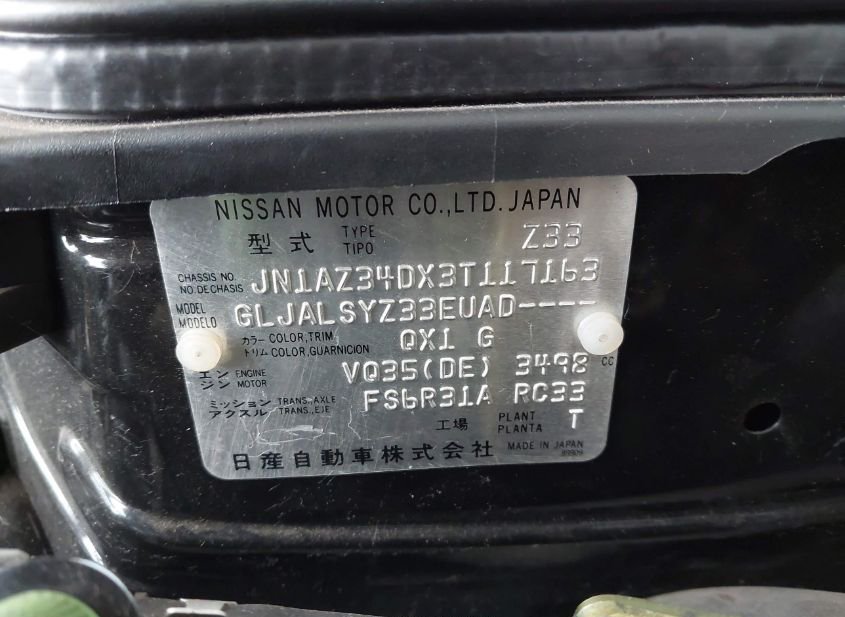 NISSAN MOTOR CO.,LTD. JAPAN
型式 TYPE TIPO Z33
CHASSIS NO. NO.DE CHASSIS JN1AZ34DX3T117163
MODEL MODELO GLJALSYZ33EUAD----
カラー COLOR,TRIM トリム COLOR,GUARNICION QX1 G
エンジン ENGINE MOTOR VQ35(DE) 3498 CC
ミッション TRANS.,AXLE アクスル TRANS.,EJE FS6R31A RC33
工場 PLANT PLANTA T
日産自動車株式会社 MADE IN JAPAN